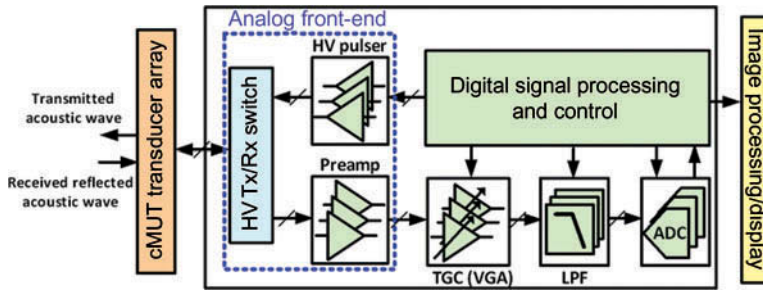 Analog front-end
HV pulser
Transmitted
acoustic wave
Received reflected
acoustic wave
cMUT transducer array
HV Tx/Rx switch
Preamp
Digital signal processing
and control
TGC (VGA)
LPF
ADC
Image processing/display